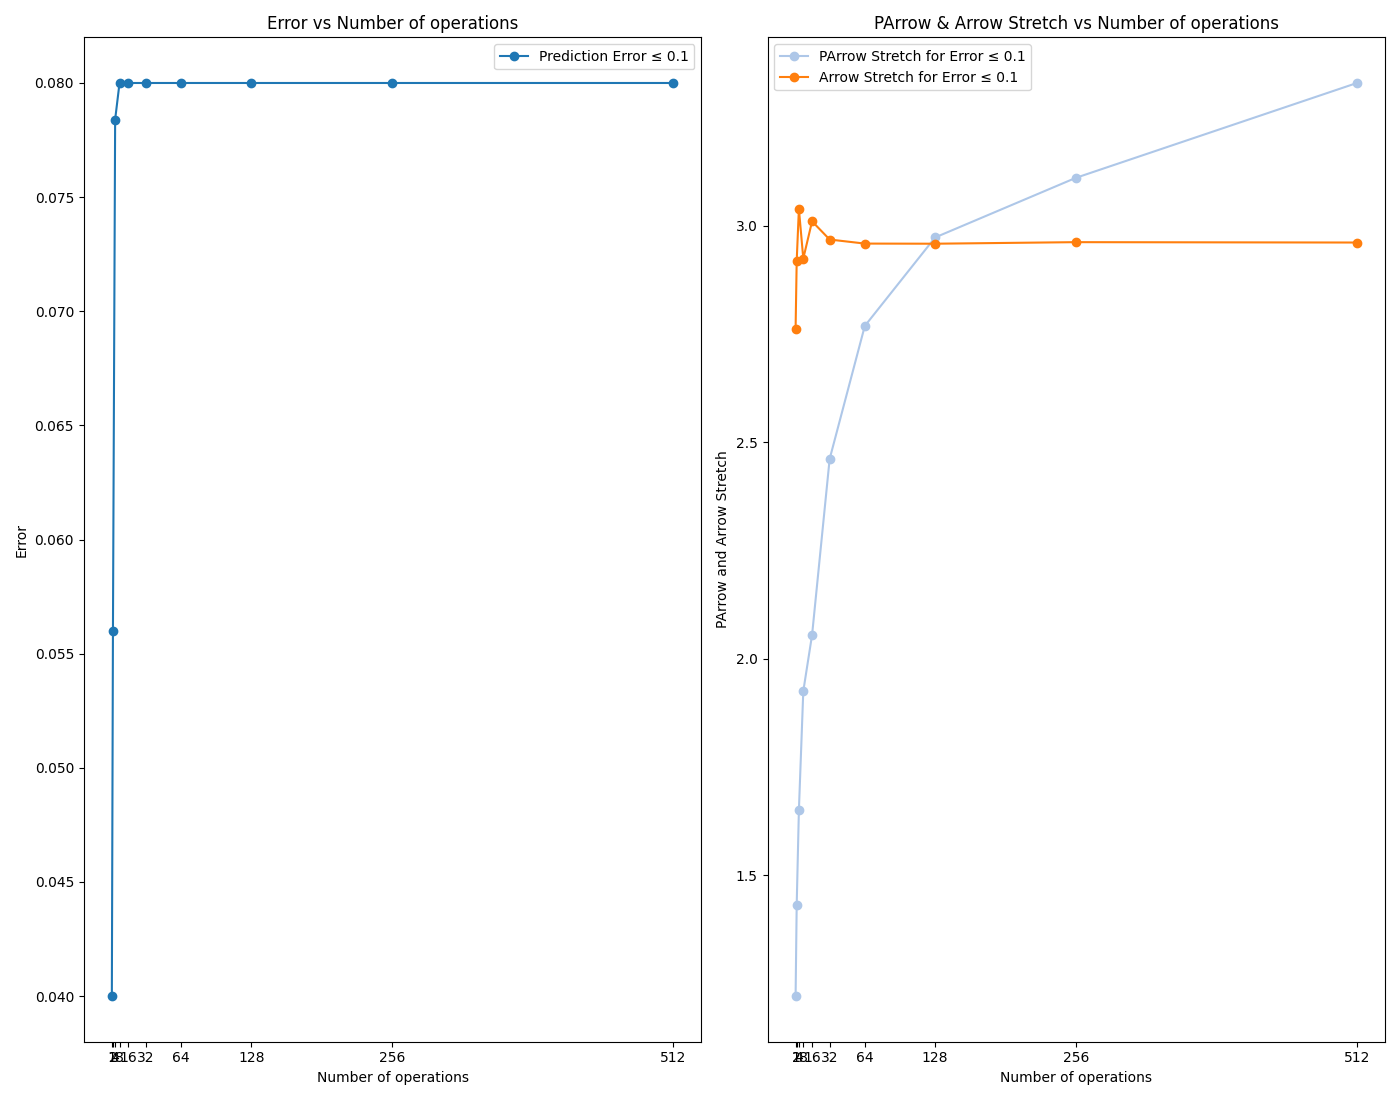 Error vs Number of operations
Prediction Error ≤ 0.1
0.080
0.075
0.070
0.065
0.060
0.055
0.050
0.045
0.040
Error
16 32 64 128 256 512
Number of operations
PArrow & Arrow Stretch vs Number of operations
PArrow Stretch for Error ≤ 0.1
Arrow Stretch for Error ≤ 0.1
3.0
2.5
2.0
1.5
PArrow and Arrow Stretch
16 32 64 128 256 512
Number of operations